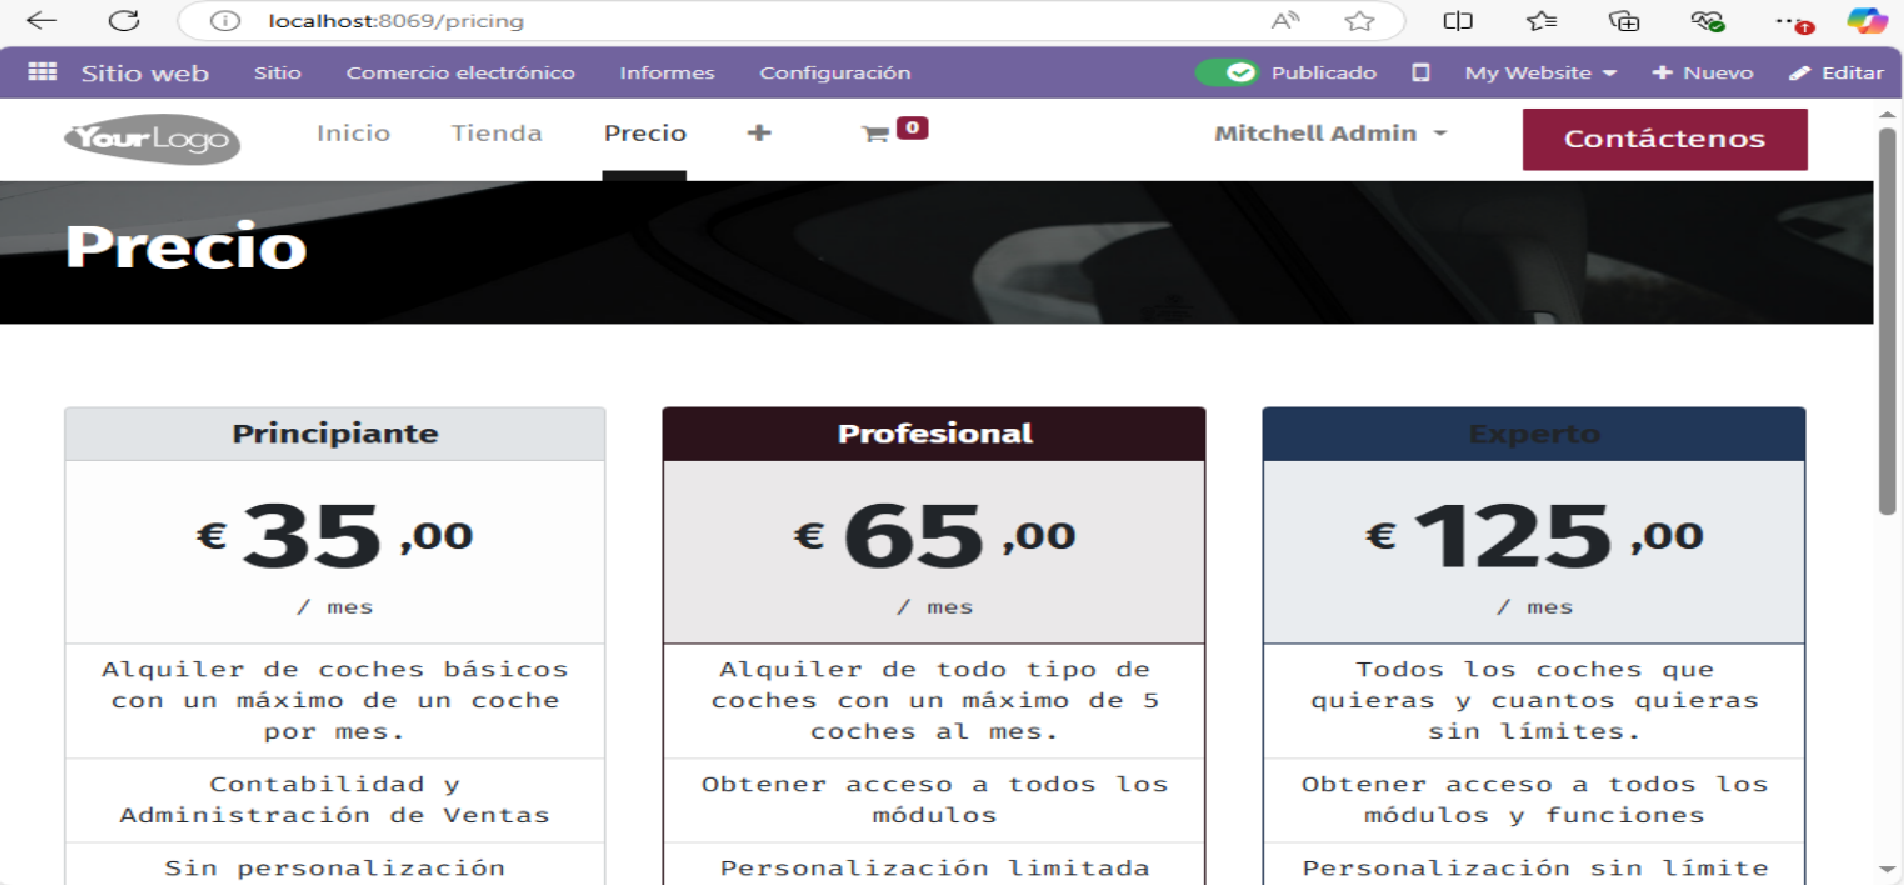 localhost:8069/pricing
Sitio web Sitio Comercio electrónico Informes Configuración Publicado My Website Nuevo Editar
YourLogo Inicio Tienda Precio 0 Mitchell Admin Contáctenos
Precio
Principiante
€ 35 ,00
/ mes
Alquiler de coches básicos
con un máximo de un coche
por mes.
Contabilidad y
Administración de Ventas
Sin personalización
Profesional
€ 65 ,00
/ mes
Alquiler de todo tipo de
coches con un máximo de 5
coches al mes.
Obtener acceso a todos los
módulos
Personalización limitada
Experto
€ 125 ,00
/ mes
Todos los coches que
quieras y cuantos quieras
sin límites.
Obtener acceso a todos los
módulos y funciones
Personalización sin límite